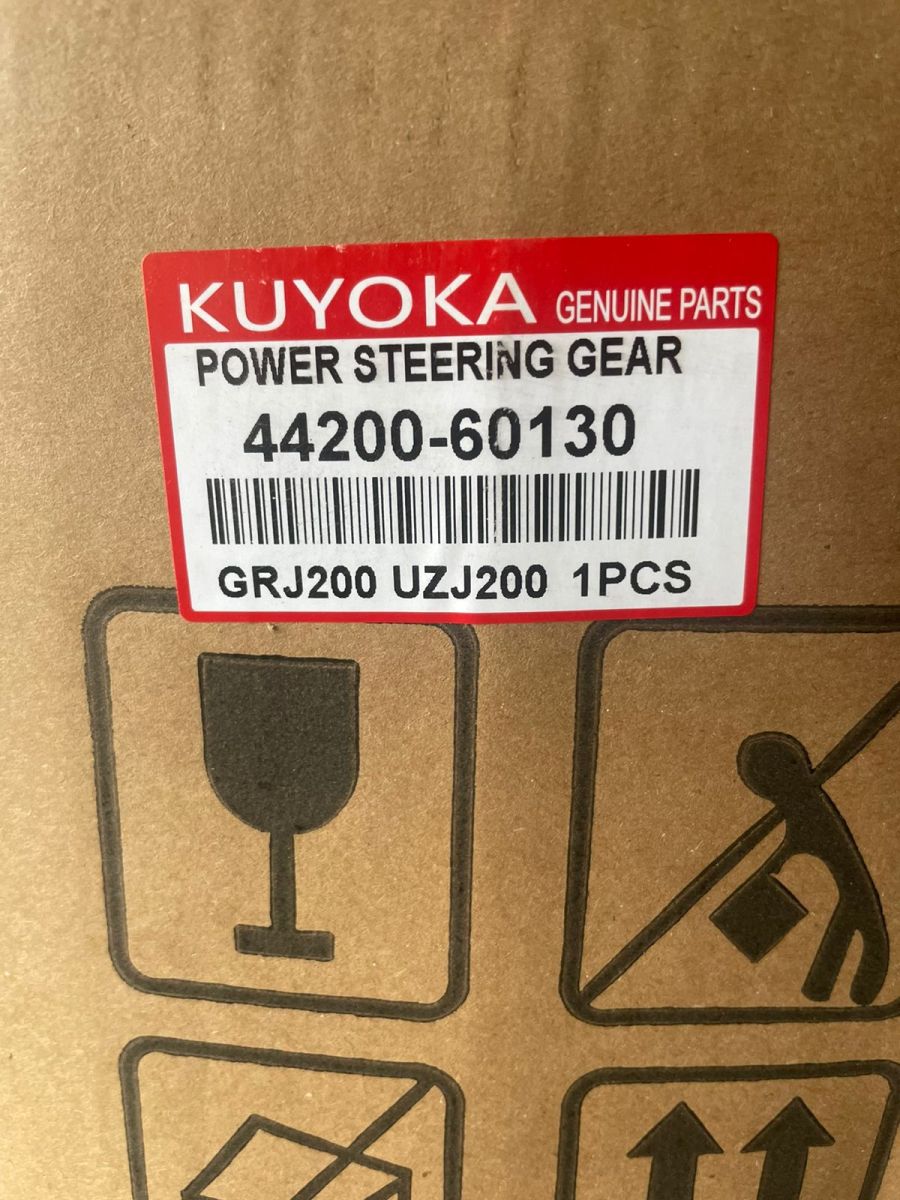 KUYOKA GENUINE PARTS
POWER STEERING GEAR
44200-60130
GRJ200 UZJ200 1PCS